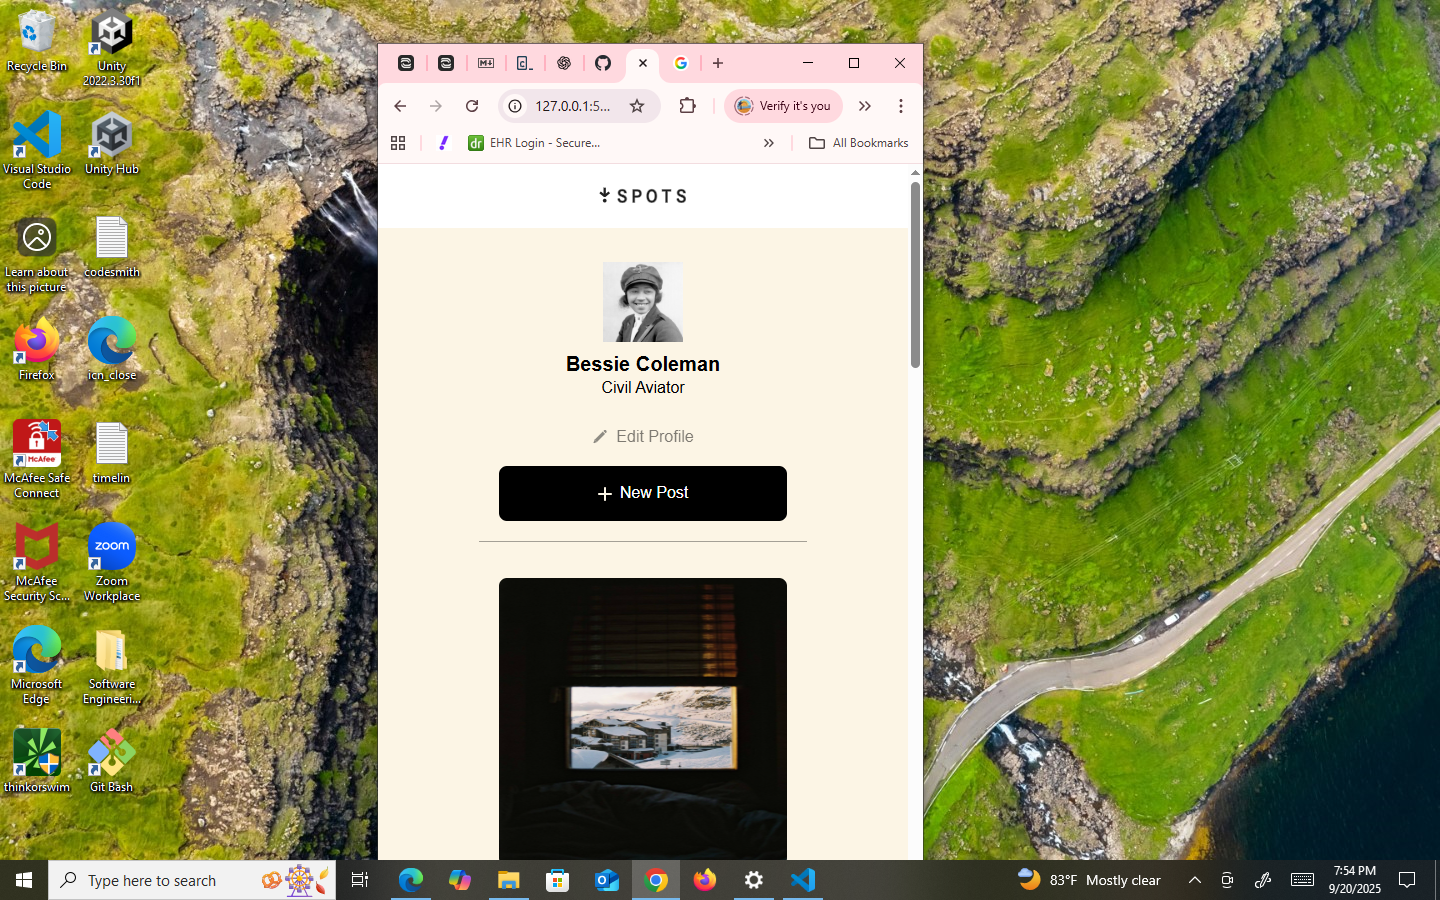 Recycle Bin
Unity
2022.3.30f1
Visual Studio
Code
Unity Hub
Learn about
this picture
codesmith
Firefox
icn_close
McAfee
McAfee Safe
Connect
timelin
McAfee
Security Sc...
zoom
Zoom
Workplace
Microsoft
Edge
Software
Engineeri...
thinkorswim
Git Bash
127.0.0.1:5...
Verify it's you
dr EHR Login - Secure...
All Bookmarks
SPOTS
Bessie Coleman
Civil Aviator
Edit Profile
New Post
Type here to search
83°F Mostly clear
7:54 PM
9/20/2025